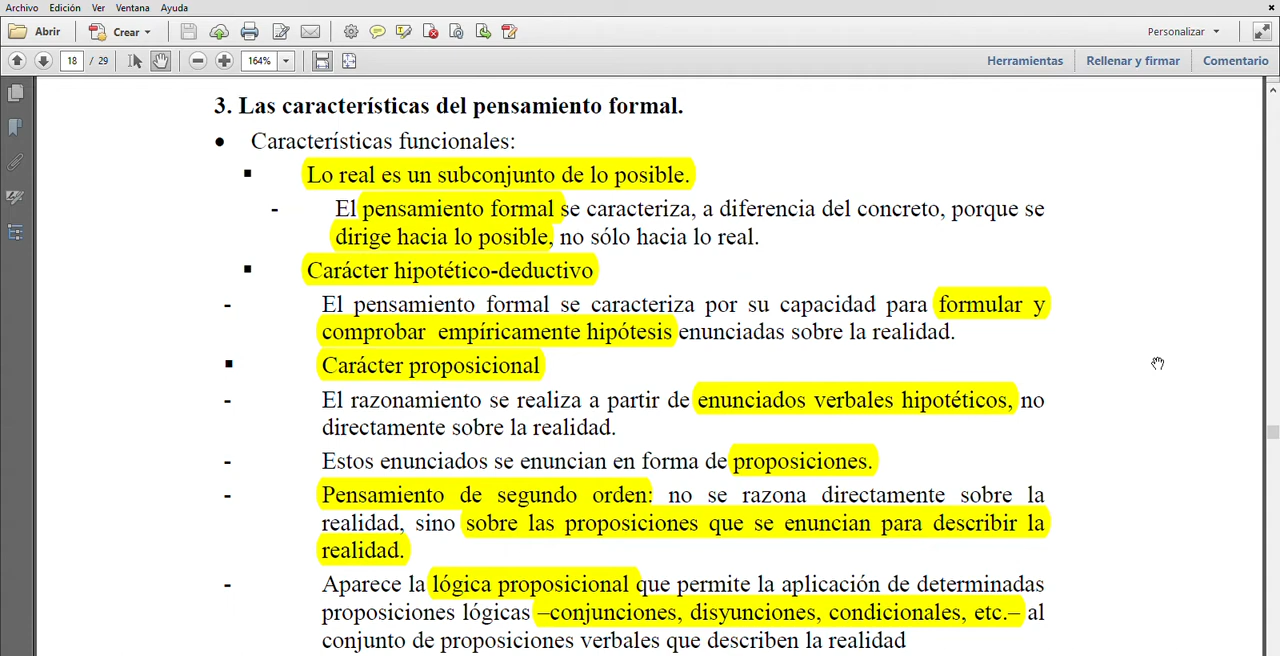 Archivo Edición Ver Ventana Ayuda
Abrir Crear Personalizar
18 / 29 164% Herramientas Rellenar y firmar Comentario
3. Las características del pensamiento formal.
● Características funcionales:
▪ Lo real es un subconjunto de lo posible.
- El pensamiento formal se caracteriza, a diferencia del concreto, porque se
dirige hacia lo posible, no sólo hacia lo real.
▪ Carácter hipotético-deductivo
- El pensamiento formal se caracteriza por su capacidad para formular y
comprobar empíricamente hipótesis enunciadas sobre la realidad.
▪ Carácter proposicional
- El razonamiento se realiza a partir de enunciados verbales hipotéticos, no
directamente sobre la realidad.
- Estos enunciados se enuncian en forma de proposiciones.
- Pensamiento de segundo orden: no se razona directamente sobre la
realidad, sino sobre las proposiciones que se enuncian para describir la
realidad.
- Aparece la lógica proposicional que permite la aplicación de determinadas
proposiciones lógicas –conjunciones, disyunciones, condicionales, etc.– al
conjunto de proposiciones verbales que describen la realidad